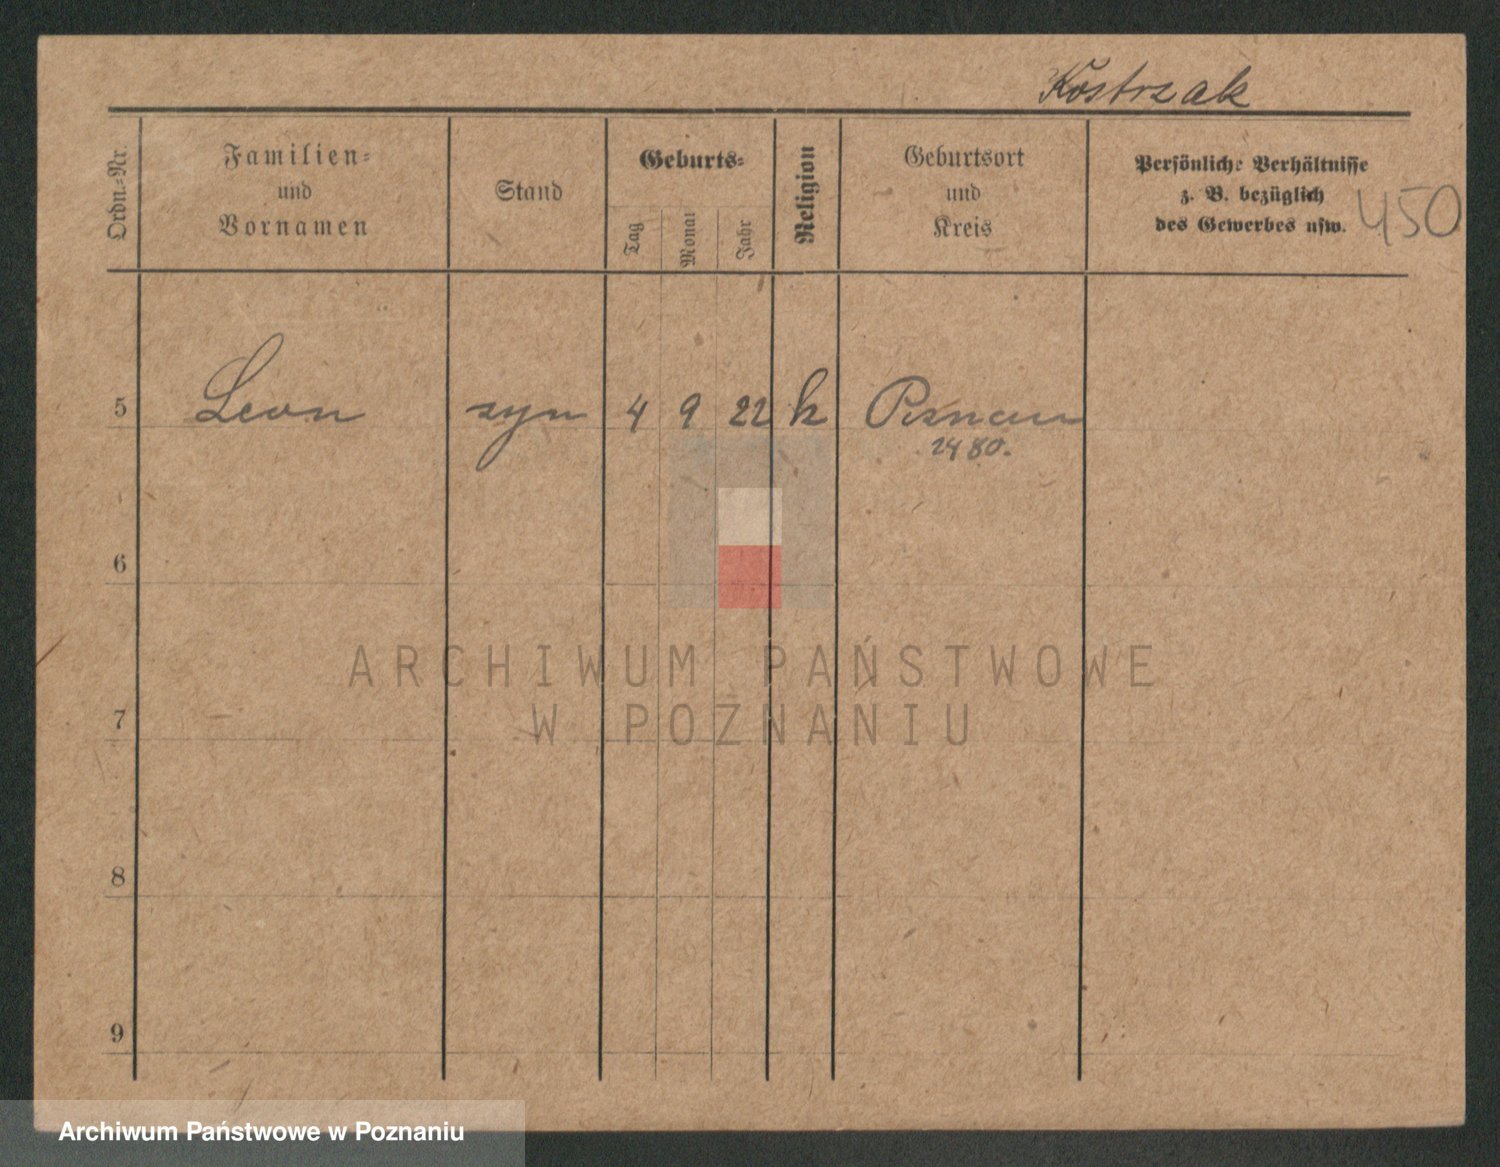 Kostrzak
Ordn.=Nr.
Familien=
und
Vornamen
Stand
Geburts=
Tag
Monat
Jahr
Religion
Geburtsort
und
Kreis
Persönliche Verhältnisse
z. B. bezüglich
des Gewerbes usw.
450
5 Leon syn 4 9 22 k Posnau
2480.
6
7
8
9
ARCHIWUM PAŃSTWOWE
W POZNANIU
Archiwum Państwowe w Poznaniu